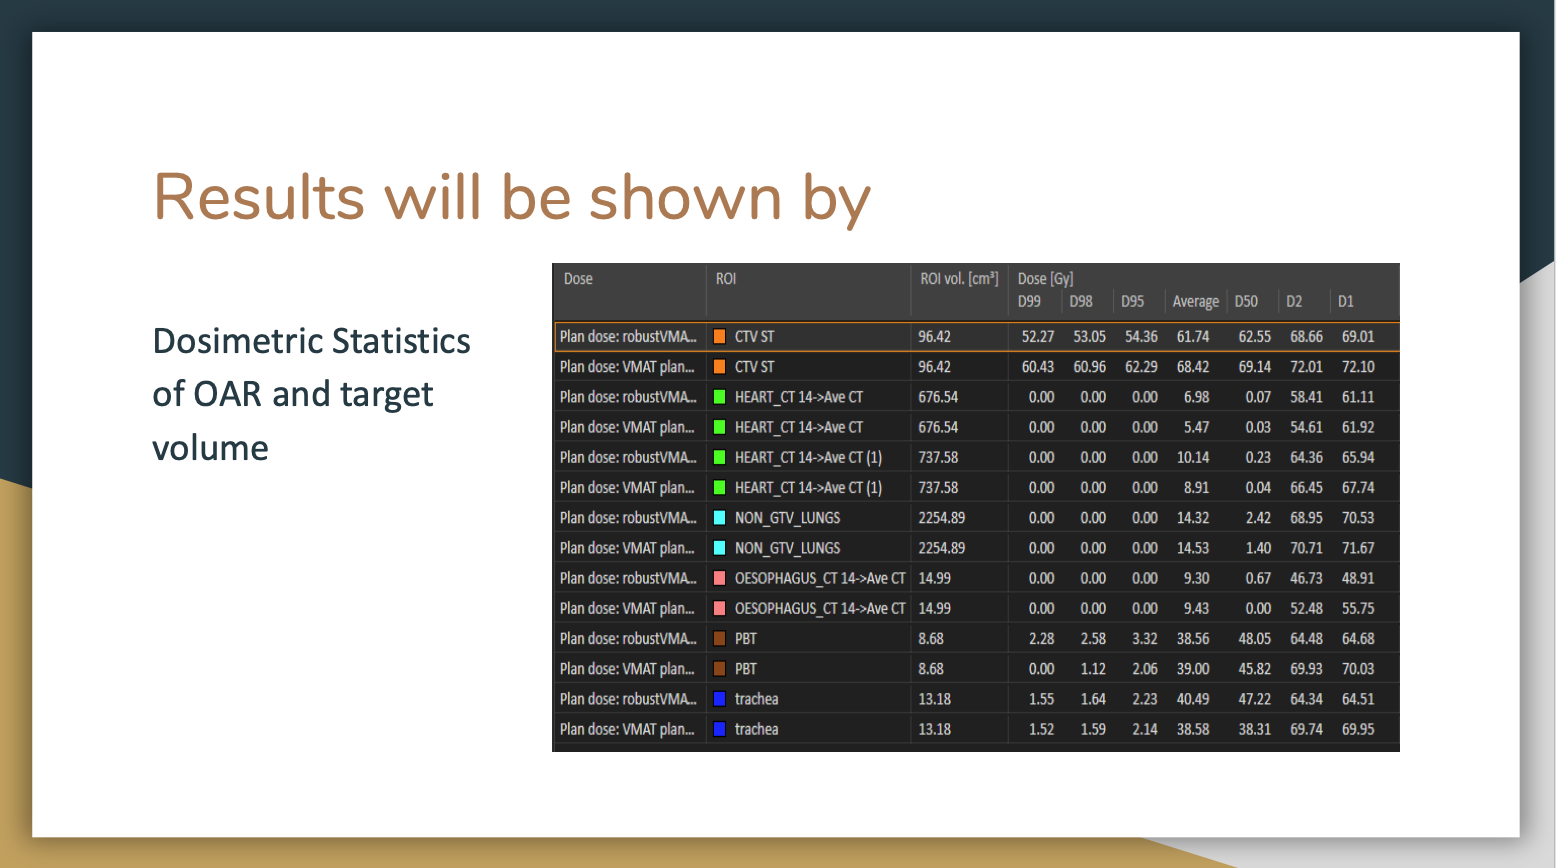 Results will be shown by
Dosimetric Statistics
of OAR and target
volume
Dose ROI ROI vol. [cm³] Dose [Gy]
D99 D98 D95 Average D50 D2 D1
Plan dose: robustVMA... CTV ST 96.42 52.27 53.05 54.36 61.74 62.55 68.66 69.01
Plan dose: VMAT plan... CTV ST 96.42 60.43 60.96 62.29 68.42 69.14 72.01 72.10
Plan dose: robustVMA... HEART_CT 14->Ave CT 676.54 0.00 0.00 0.00 6.98 0.07 58.41 61.11
Plan dose: VMAT plan... HEART_CT 14->Ave CT 676.54 0.00 0.00 0.00 5.47 0.03 54.61 61.92
Plan dose: robustVMA... HEART_CT 14->Ave CT (1) 737.58 0.00 0.00 0.00 10.14 0.23 64.36 65.94
Plan dose: VMAT plan... HEART_CT 14->Ave CT (1) 737.58 0.00 0.00 0.00 8.91 0.04 66.45 67.74
Plan dose: robustVMA... NON_GTV_LUNGS 2254.89 0.00 0.00 0.00 14.32 2.42 68.95 70.53
Plan dose: VMAT plan... NON_GTV_LUNGS 2254.89 0.00 0.00 0.00 14.53 1.40 70.71 71.67
Plan dose: robustVMA... OESOPHAGUS_CT 14->Ave CT 14.99 0.00 0.00 0.00 9.30 0.67 46.73 48.91
Plan dose: VMAT plan... OESOPHAGUS_CT 14->Ave CT 14.99 0.00 0.00 0.00 9.43 0.00 52.48 55.75
Plan dose: robustVMA... PBT 8.68 2.28 2.58 3.32 38.56 48.05 64.48 64.68
Plan dose: VMAT plan... PBT 8.68 0.00 1.12 2.06 39.00 45.82 69.93 70.03
Plan dose: robustVMA... trachea 13.18 1.55 1.64 2.23 40.49 47.22 64.34 64.51
Plan dose: VMAT plan... trachea 13.18 1.52 1.59 2.14 38.58 38.31 69.74 69.95